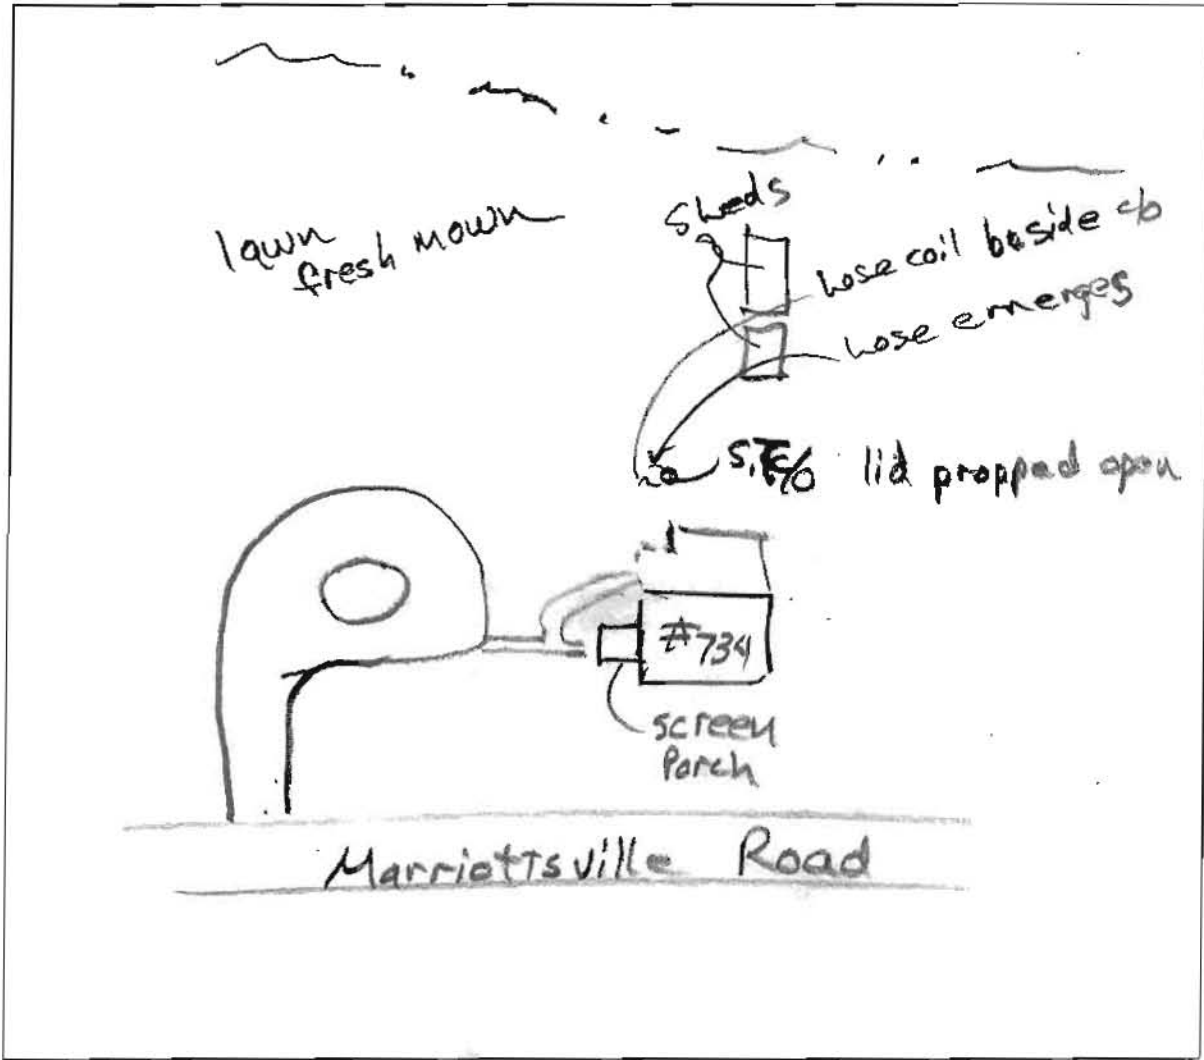 lawn
fresh mown
Sheds
hose coil beside c/o
hose emerges
lid propped open
#734
screen
Porch
Marriottsville Road